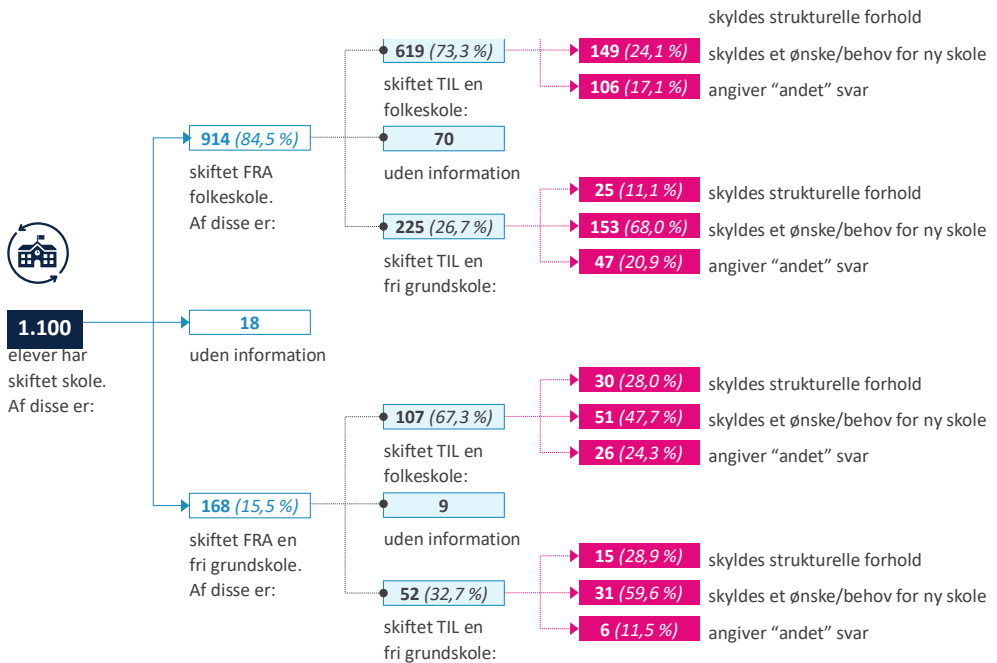 skyldes strukturelle forhold
619 (73,3 %)
149 (24,1 %)
skyldes et ønske/behov for ny skole
skiftet TIL en
folkeskole:
106 (17,1 %)
angiver “andet” svar
914 (84,5 %)
70
skiftet FRA
folkeskole.
Af disse er:
uden information
25 (11,1 %)
skyldes strukturelle forhold
225 (26,7 %)
153 (68,0 %)
skyldes et ønske/behov for ny skole
skiftet TIL en
fri grundskole:
47 (20,9 %)
angiver “andet” svar
1.100
elever har
skiftet skole.
Af disse er:
18
uden information
30 (28,0 %)
skyldes strukturelle forhold
107 (67,3 %)
51 (47,7 %)
skyldes et ønske/behov for ny skole
skiftet TIL en
folkeskole:
26 (24,3 %)
angiver “andet” svar
168 (15,5 %)
9
skiftet FRA en
fri grundskole.
Af disse er:
uden information
15 (28,9 %)
skyldes strukturelle forhold
52 (32,7 %)
31 (59,6 %)
skyldes et ønske/behov for ny skole
skiftet TIL en
fri grundskole:
6 (11,5 %)
angiver “andet” svar